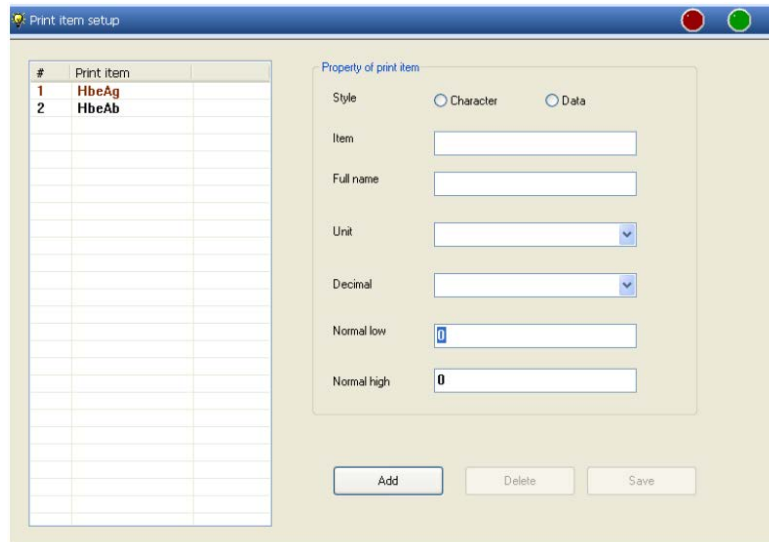 Print item setup
# Print item
1 HbeAg
2 HbeAb
Property of print item
Style Character Data
Item
Full name
Unit
Decimal
Normal low 0
Normal high 0
Add Delete Save